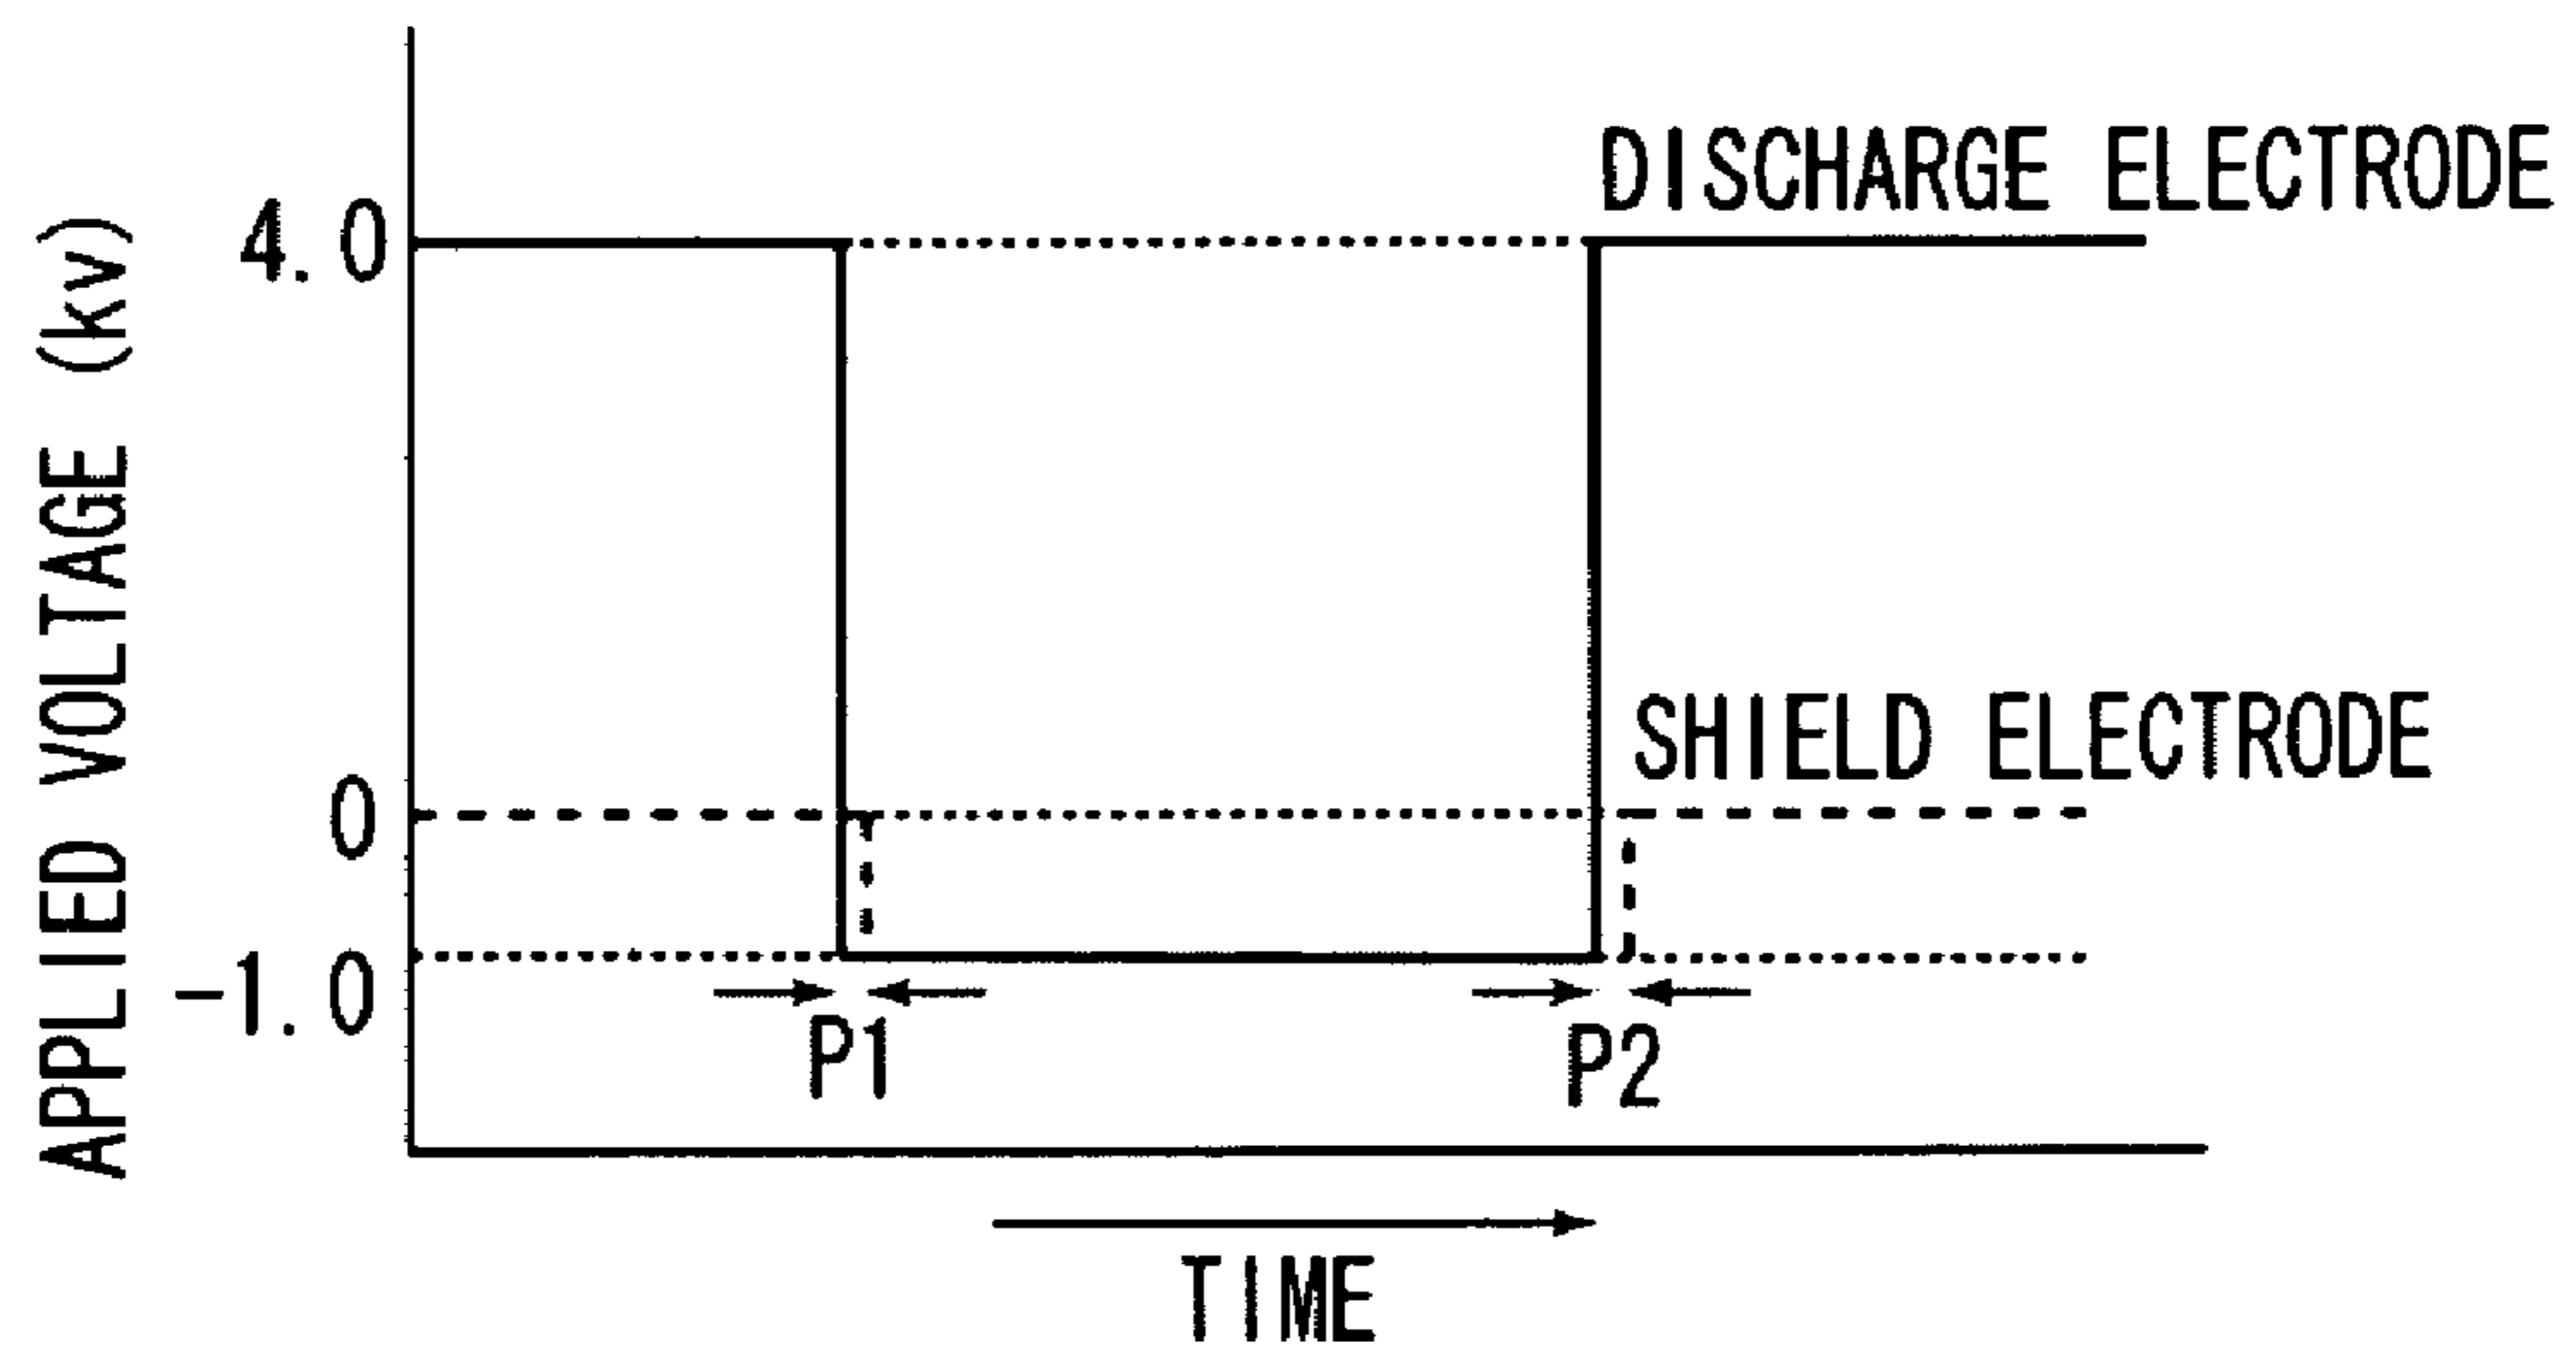 APPLIED VOLTAGE (kv)
4.0
DISCHARGE ELECTRODE
SHIELD ELECTRODE
0
-1.0
P1
P2
TIME